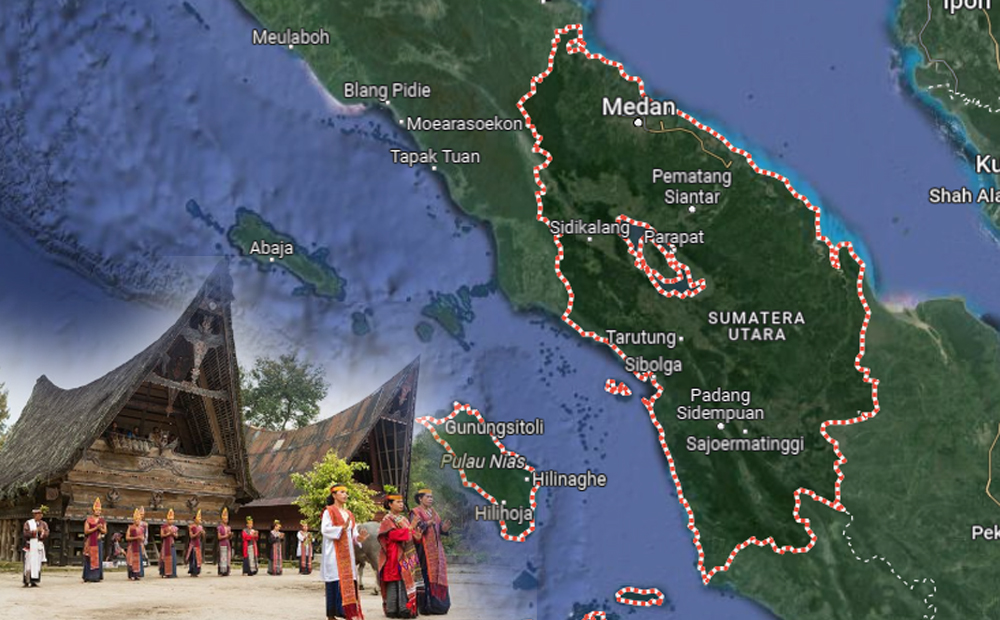 Ipoh
Meulaboh
Blang Pidie
Medan
Moearasoekon
Tapak Tuan
Ku
Pematang
Siantar
Shah Ala
Sidikalang
Parapat
Abaja
SUMATERA
UTARA
Tarutung
Sibolga
Padang
Sidempuan
Gunungsitoli
Sajoermatinggi
Pulau Nias
Hilinaghe
Hilihoja
Pek